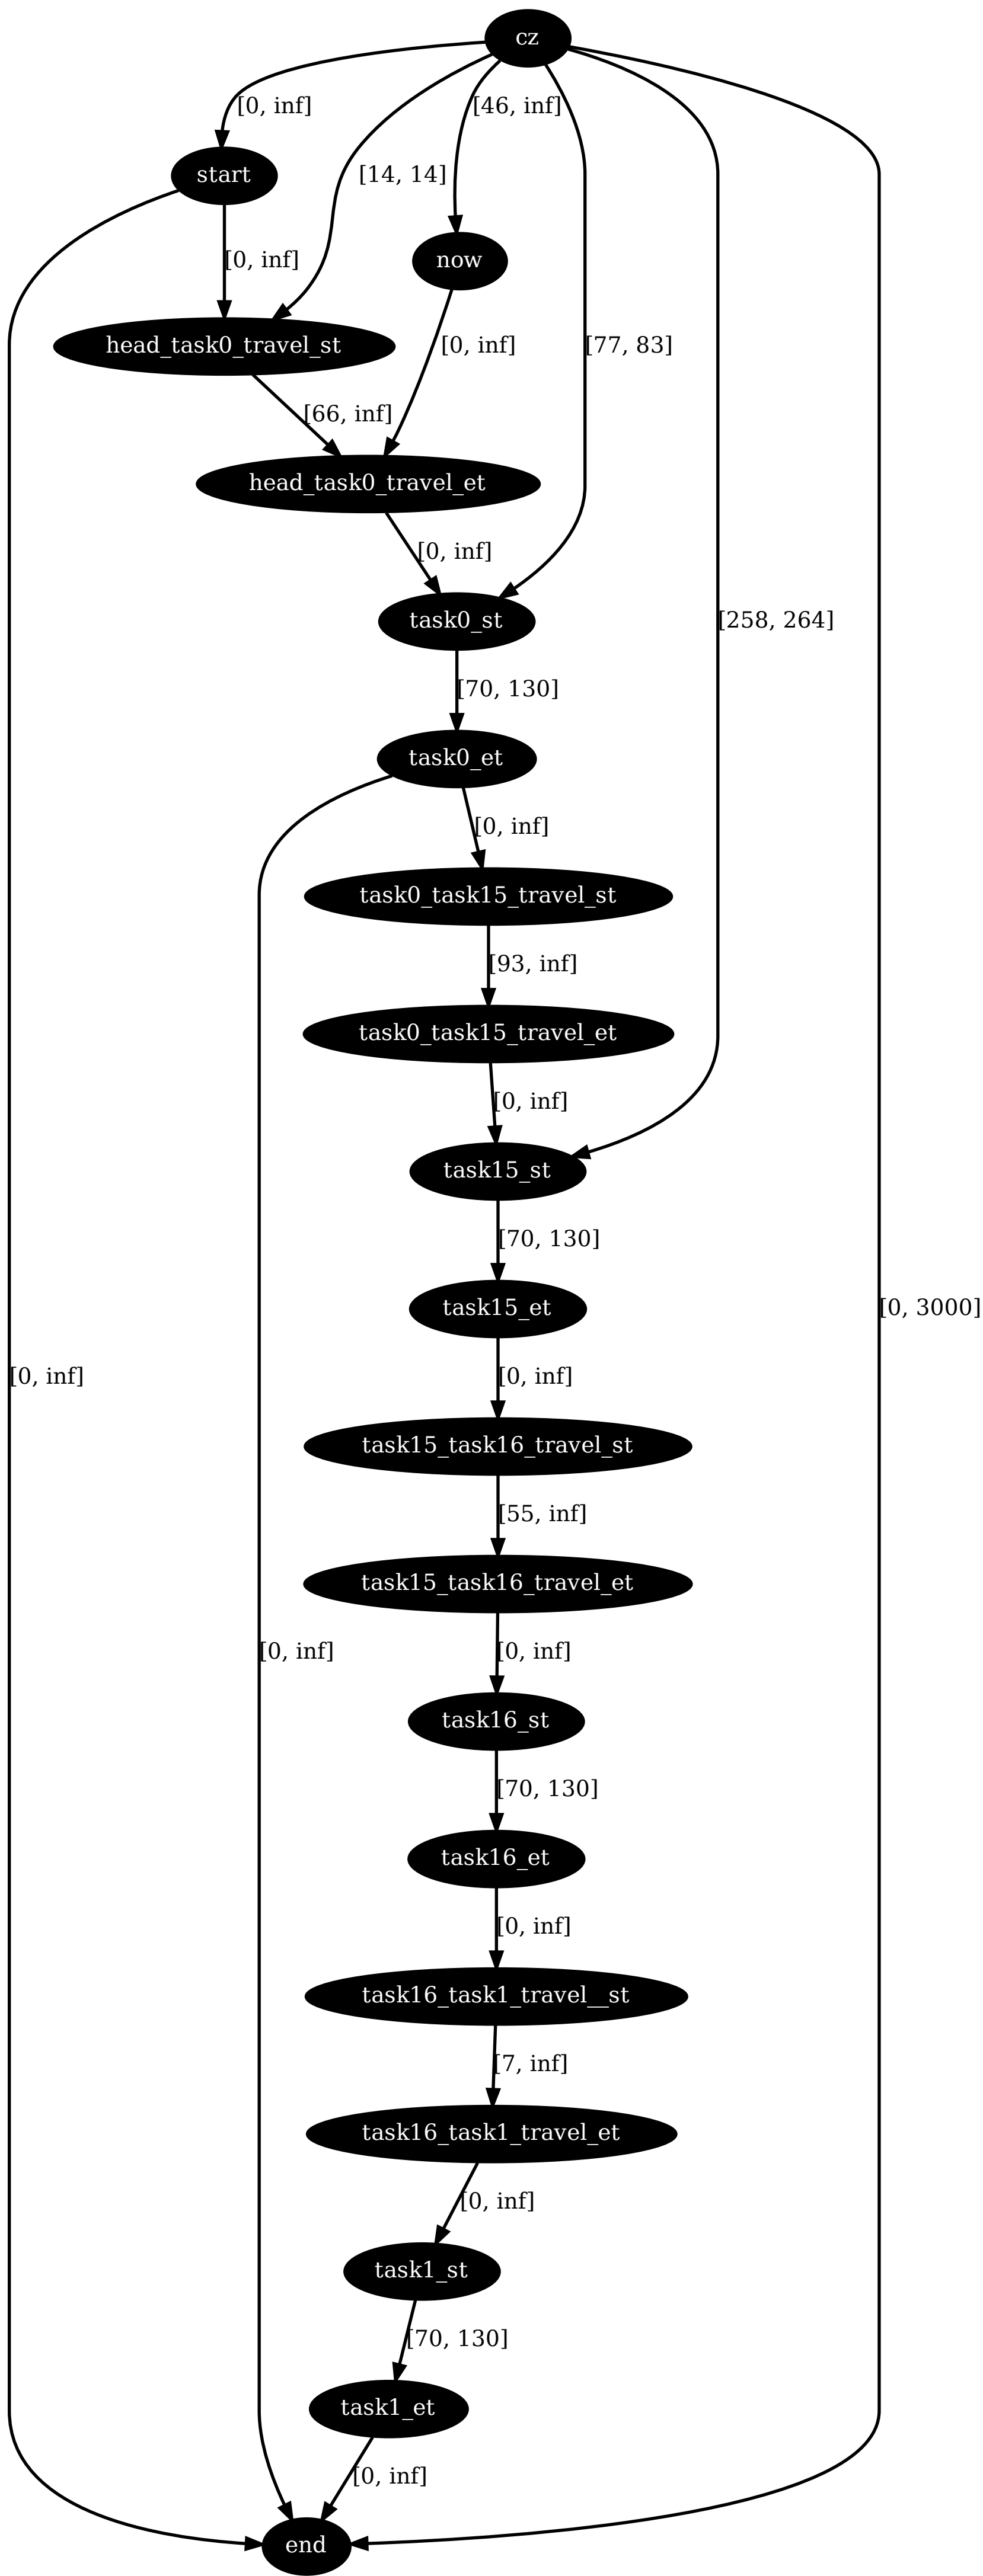 cz
[0, inf]
[46, inf]
start
[14, 14]
now
[0, inf]
head_task0_travel_st
[0, inf]
[77, 83]
[66, inf]
head_task0_travel_et
[0, inf]
task0_st
[258, 264]
[70, 130]
task0_et
[0, inf]
task0_task15_travel_st
[93, inf]
task0_task15_travel_et
[0, inf]
task15_st
[70, 130]
task15_et
[0, 3000]
[0, inf]
[0, inf]
task15_task16_travel_st
[55, inf]
task15_task16_travel_et
[0, inf]
[0, inf]
task16_st
[70, 130]
task16_et
[0, inf]
task16_task1_travel__st
[7, inf]
task16_task1_travel_et
[0, inf]
task1_st
[70, 130]
task1_et
[0, inf]
end